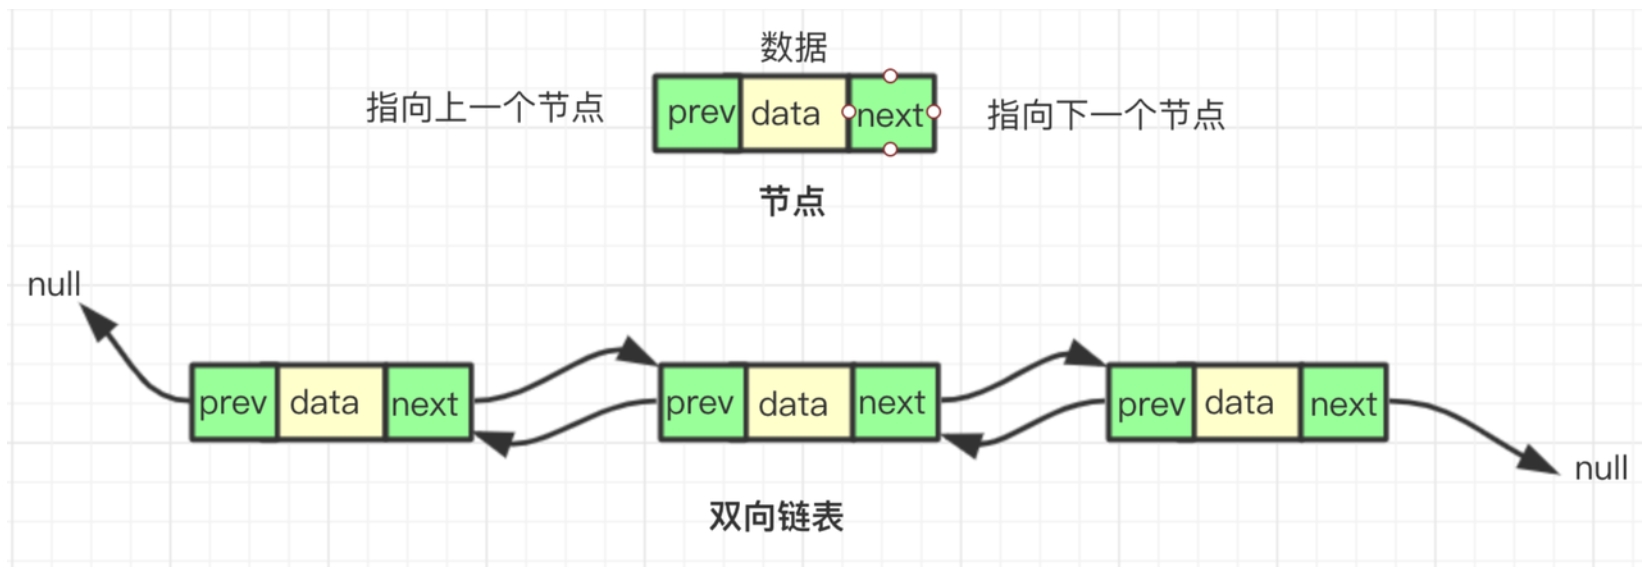 数据
指向上一个节点
prev data next
指向下一个节点
节点
null
prev data next
prev data next
prev data next
null
双向链表